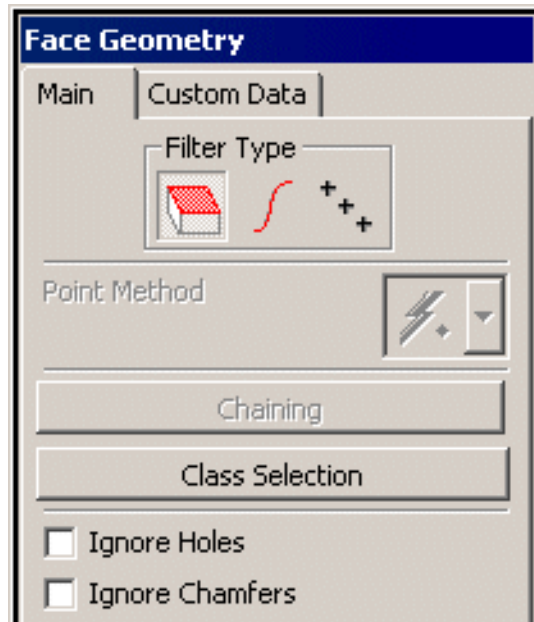 Face Geometry
Main
Custom Data
Filter Type
Point Method
Chaining
Class Selection
Ignore Holes
Ignore Chamfers